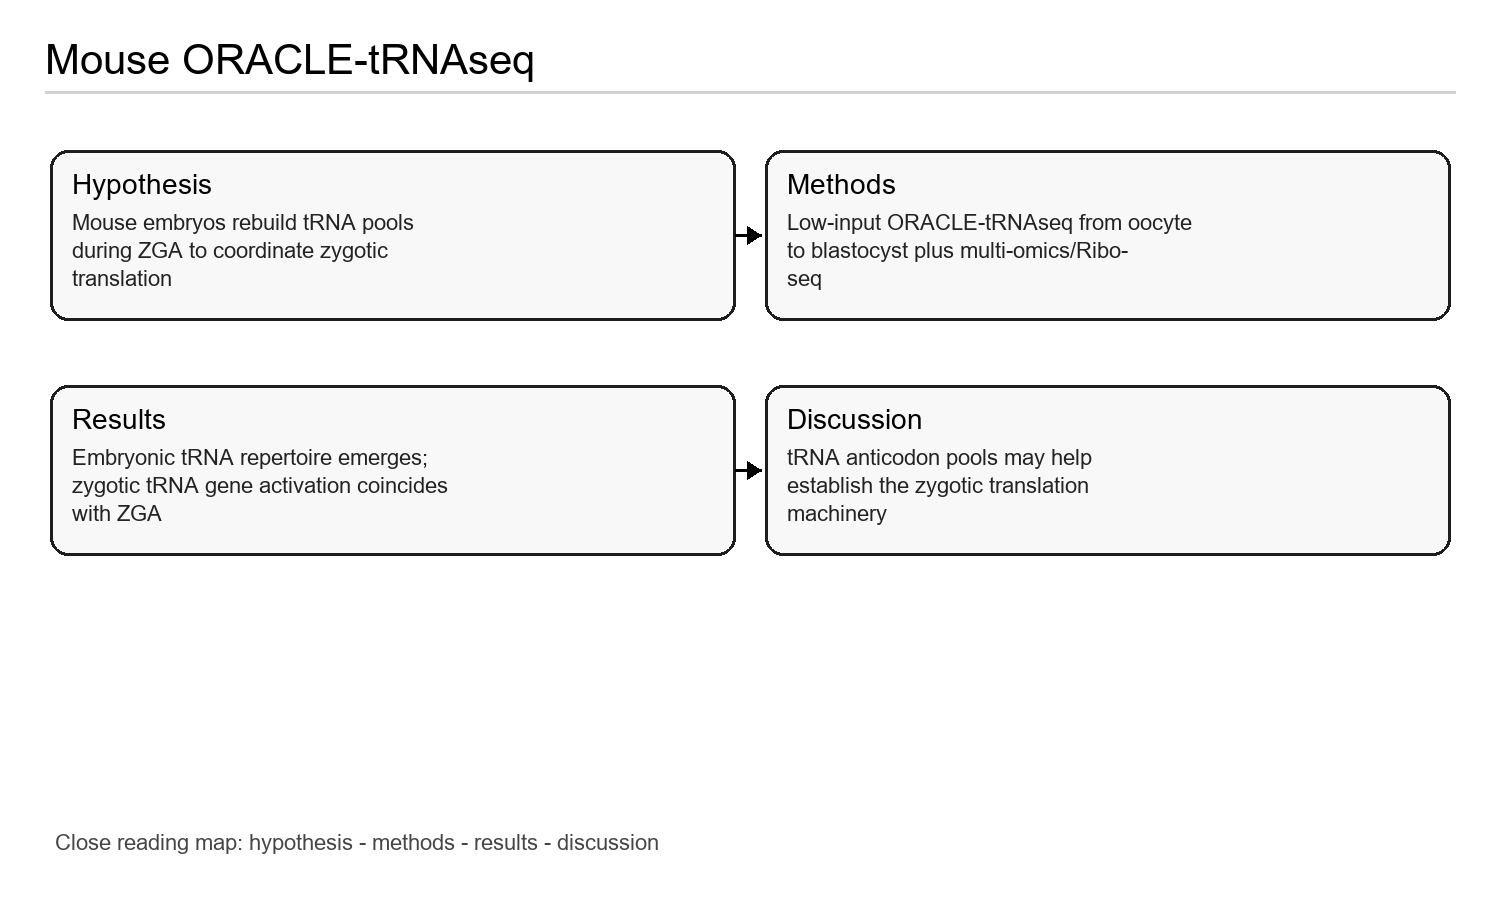 Mouse ORACLE-tRNAseq
Hypothesis
Mouse embryos rebuild tRNA pools
during ZGA to coordinate zygotic
translation
Methods
Low-input ORACLE-tRNAseq from oocyte
to blastocyst plus multi-omics/Ribo-
seq
Results
Embryonic tRNA repertoire emerges;
zygotic tRNA gene activation coincides
with ZGA
Discussion
tRNA anticodon pools may help
establish the zygotic translation
machinery
Close reading map: hypothesis - methods - results - discussion